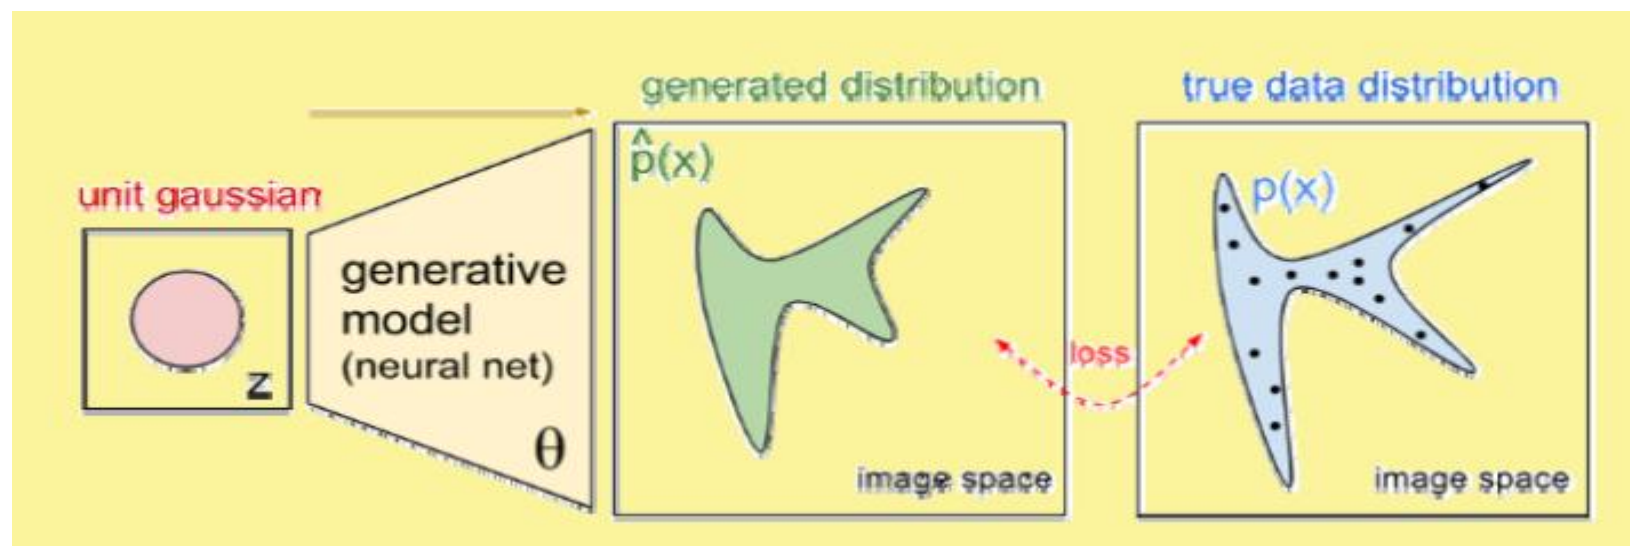 unit gaussian
z
generative
model
(neural net)
θ
generated distribution
p̂(x)
image space
loss
true data distribution
p(x)
image space